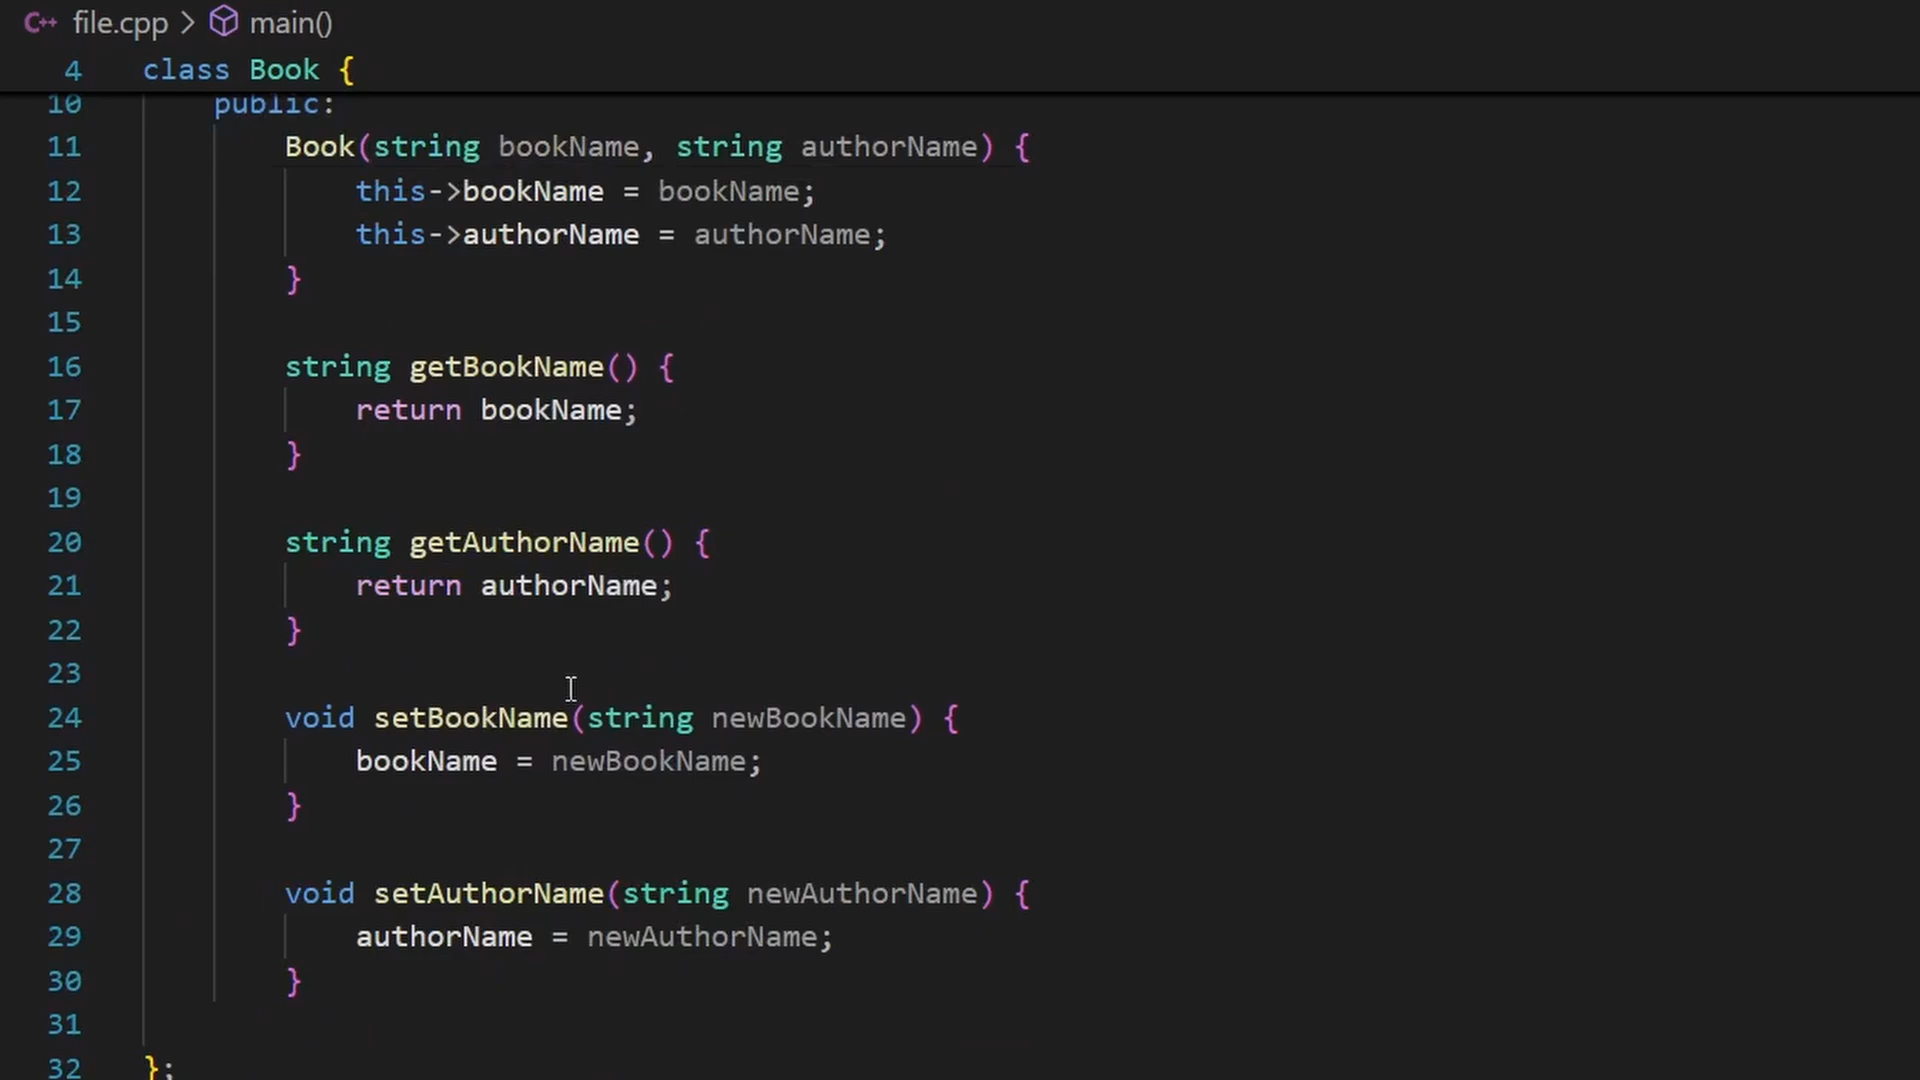 C++ file.cpp > main()
4 class Book {
10 public:
11 Book(string bookName, string authorName) {
12 this->bookName = bookName;
13 this->authorName = authorName;
14 }
15
16 string getBookName() {
17 return bookName;
18 }
19
20 string getAuthorName() {
21 return authorName;
22 }
23
24 void setBookName(string newBookName) {
25 bookName = newBookName;
26 }
27
28 void setAuthorName(string newAuthorName) {
29 authorName = newAuthorName;
30 }
31
32 };